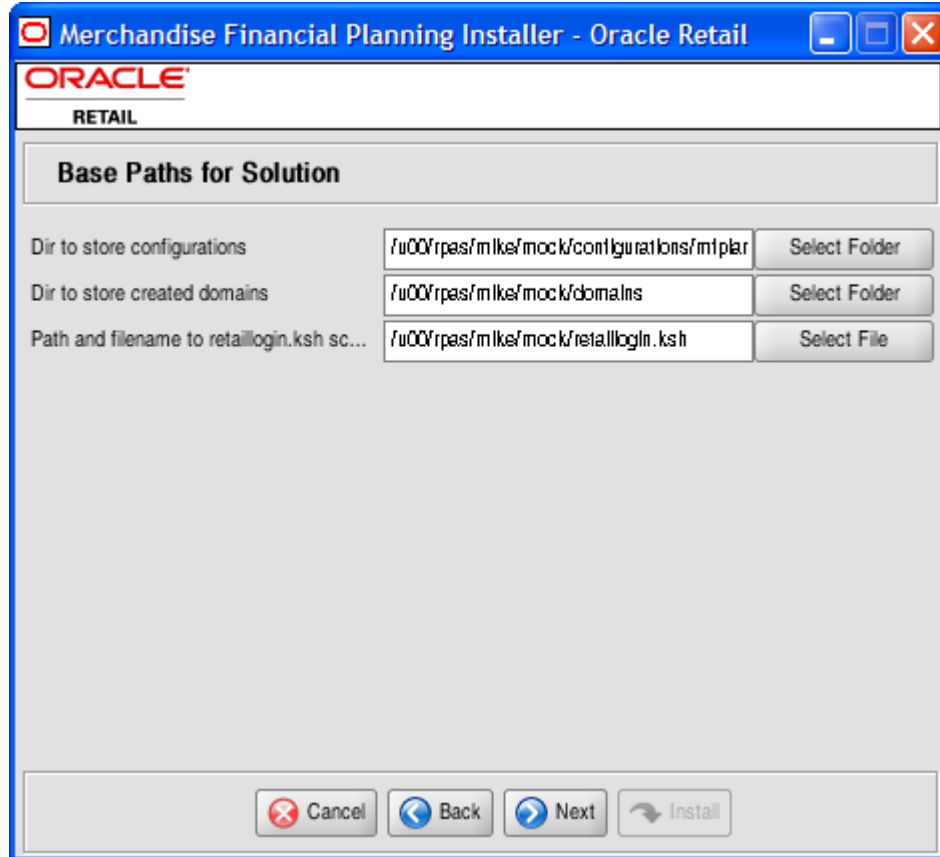 Merchandise Financial Planning Installer - Oracle Retail
ORACLE
RETAIL
Base Paths for Solution
Dir to store configurations /u00/rpas/mike/mock/configurations/mfplan Select Folder
Dir to store created domains /u00/rpas/mike/mock/domains Select Folder
Path and filename to retaillogin.ksh sc... /u00/rpas/mike/mock/retaillogin.ksh Select File
Cancel Back Next Install